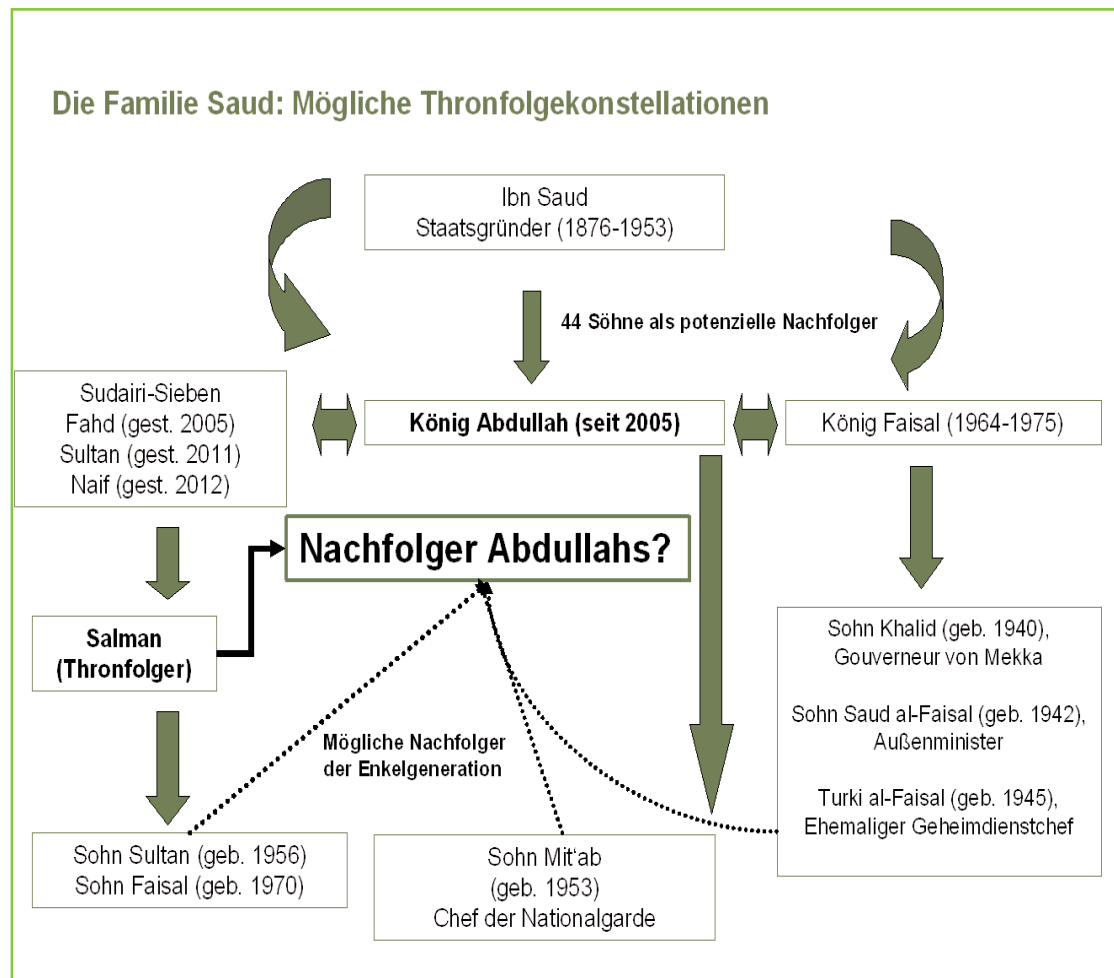 Die Familie Saud: Mögliche Thronfolgekonstellationen
Ibn Saud
Staatsgründer (1876-1953)
44 Söhne als potenzielle Nachfolger
Sudairi-Sieben
Fahd (gest. 2005)
Sultan (gest. 2011)
Naif (gest. 2012)
König Abdullah (seit 2005)
König Faisal (1964-1975)
Nachfolger Abdullahs?
Salman
(Thronfolger)
Sohn Khalid (geb. 1940),
Gouverneur von Mekka
Sohn Saud al-Faisal (geb. 1942),
Außenminister
Turki al-Faisal (geb. 1945),
Ehemaliger Geheimdienstchef
Mögliche Nachfolger
der Enkelgeneration
Sohn Sultan (geb. 1956)
Sohn Faisal (geb. 1970)
Sohn Mit‘ab
(geb. 1953)
Chef der Nationalgarde